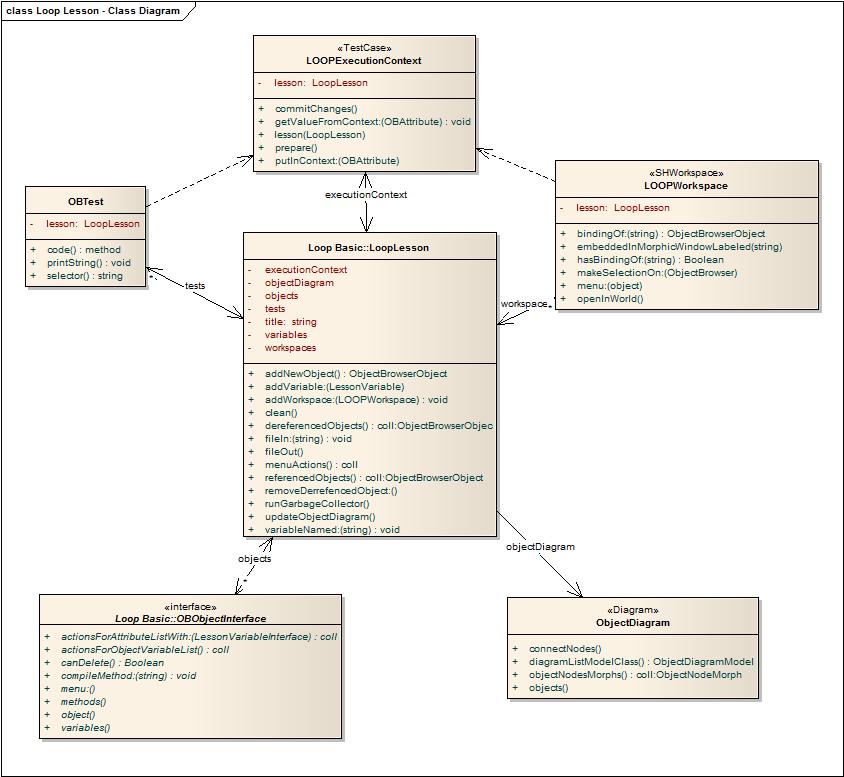 class Loop Lesson - Class Diagram
«TestCase»
LOOPExecutionContext
- lesson: LoopLesson
+ commitChanges()
+ getValueFromContext:(OBAttribute) : void
+ lesson(LoopLesson)
+ prepare()
+ putInContext:(OBAttribute)
«SHWorkspace»
LOOPWorkspace
- lesson: LoopLesson
+ bindingOf:(string) : ObjectBrowserObject
+ embeddedInMorphicWindowLabeled(string)
+ hasBindingOf:(string) : Boolean
+ makeSelectionOn:(ObjectBrowser)
+ menu:(object)
+ openInWorld()
OBTest
- lesson: LoopLesson
+ code() : method
+ printString() : void
+ selector() : string
executionContext
*
tests
workspace
*
Loop Basic::LoopLesson
- executionContext
- objectDiagram
- objects
- tests
- title: string
- variables
- workspaces
+ addNewObject() : ObjectBrowserObject
+ addVariable:(LessonVariable)
+ addWorkspace:(LOOPWorkspace) : void
+ clean()
+ dereferencedObjects() : coll:ObjectBrowserObjec
+ fileIn:(string) : void
+ fileOut()
+ menuActions() : coll
+ referencedObjects() : coll:ObjectBrowserObject
+ removeDerrefencedObject:()
+ runGarbageCollector()
+ updateObjectDiagram()
+ variableNamed:(string) : void
objects
*
objectDiagram
«interface»
Loop Basic::OBObjectInterface
+ actionsForAttributeListWith:(LessonVariableInterface) : coll
+ actionsForObjectVariableList() : coll
+ canDelete() : Boolean
+ compileMethod:(string) : void
+ menu:()
+ methods()
+ object()
+ variables()
«Diagram»
ObjectDiagram
+ connectNodes()
+ diagramListModelClass() : ObjectDiagramModel
+ objectNodesMorphs() : coll:ObjectNodeMorph
+ objects()